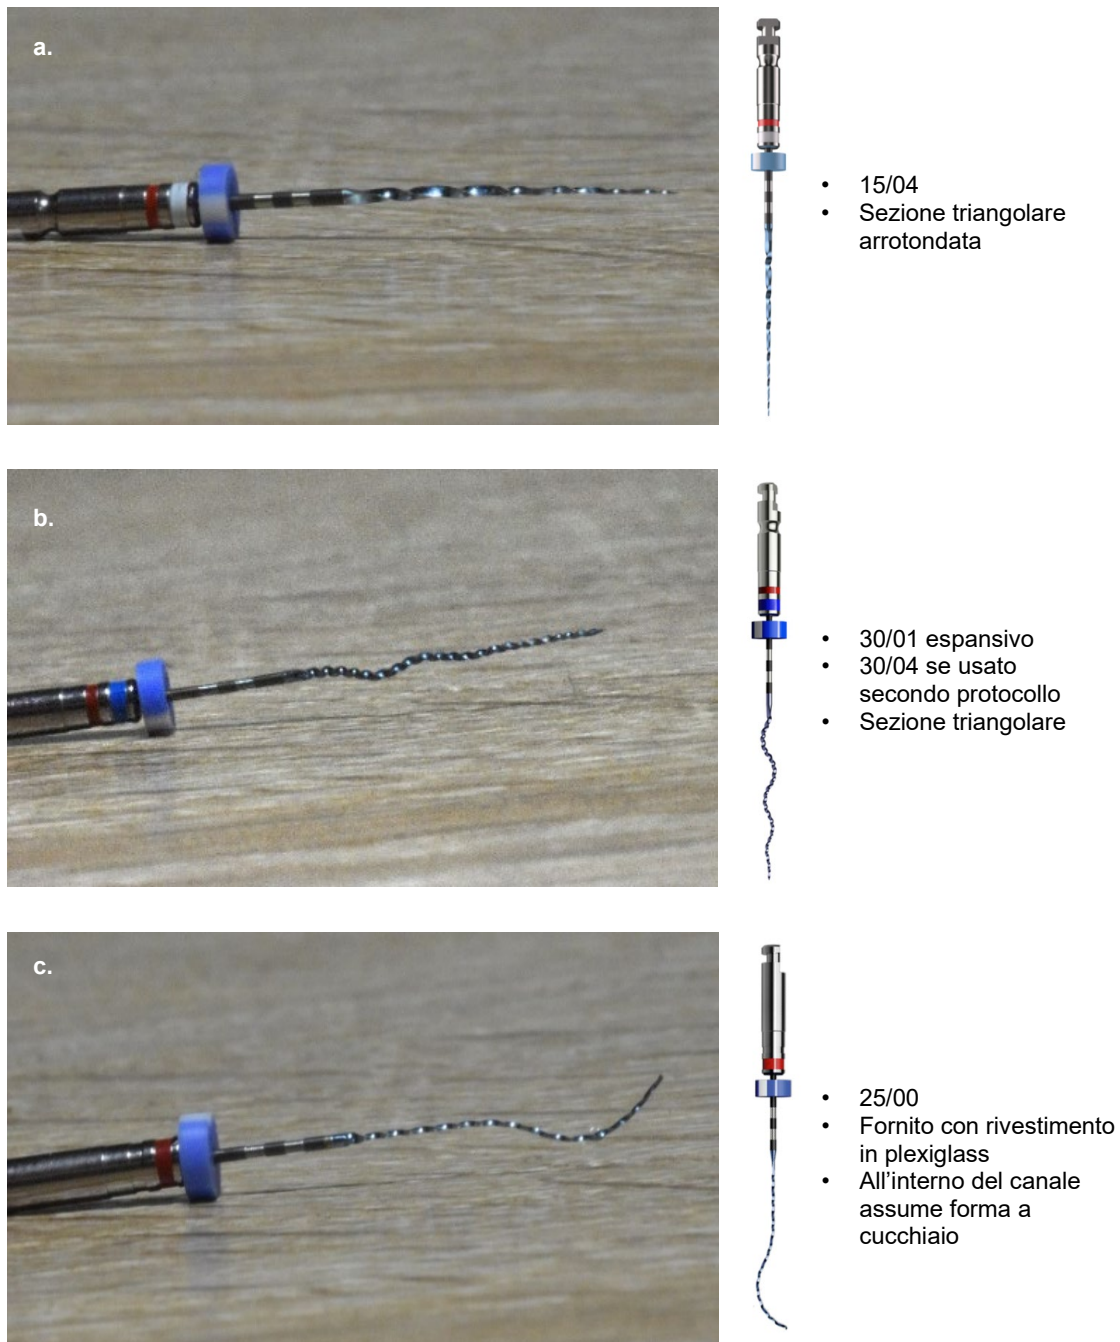 a.
• 15/04
• Sezione triangolare
arrotondata
b.
• 30/01 espansivo
• 30/04 se usato
secondo protocollo
• Sezione triangolare
c.
• 25/00
• Fornito con rivestimento
in plexiglass
• All’interno del canale
assume forma a
cucchiaio